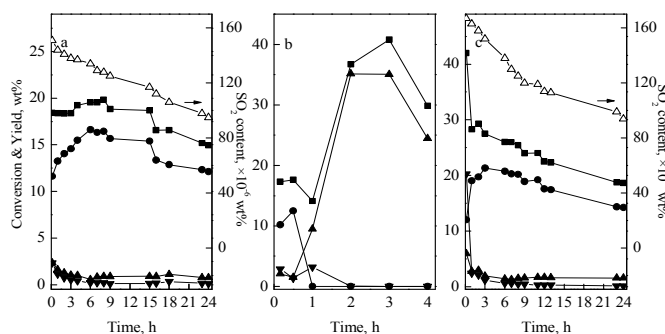 Conversion & Yield, wt%
25
20
15
10
5
0
a
160
120
80
40
0
SO₂ content, ×10⁻⁶ wt%
0 3 6 9 12 15 18 21 24
Time, h
40
30
20
10
0
b
0 1 2 3 4
Time, h
40
30
20
10
0
c
160
120
80
40
0
SO₂ content, ×10 wt%
0 3 6 9 12 15 18 21 24
Time, h